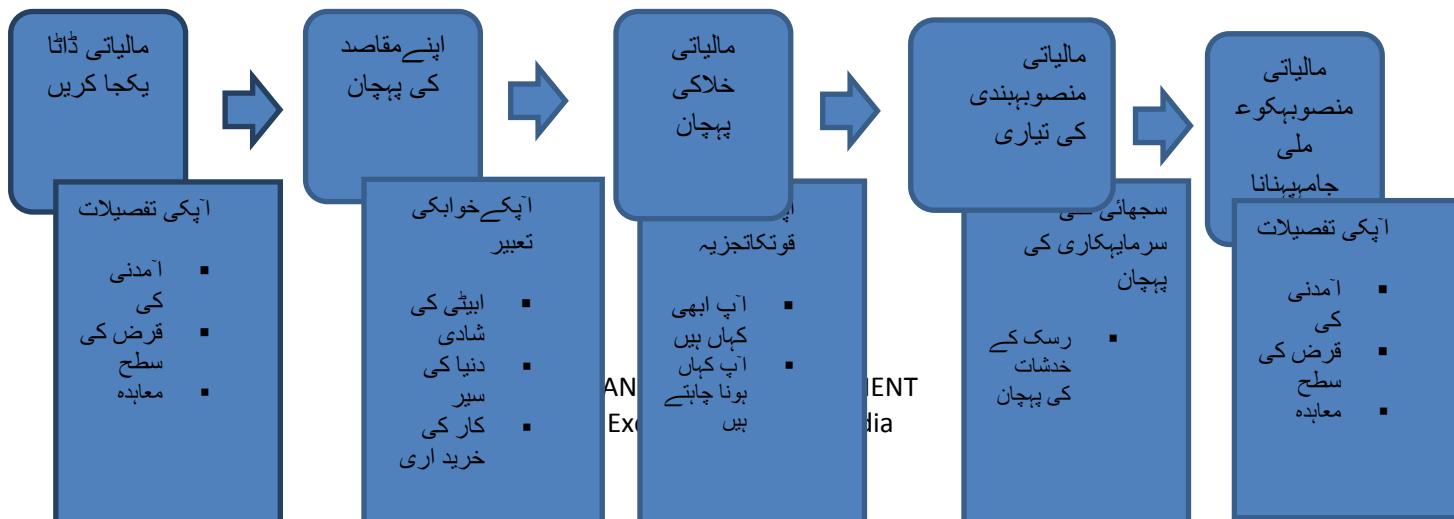 مالیاتی ڈاٹا
یکجا کریں
آپکی تفصیلات
▪ آمدنی
کی
▪ قرض کی
سطح
▪ معاہدہ
اپنےمقاصد
کی پہچان
آپکےخوابکی
تعبیر
▪ ابیٹی کی
شادی
▪ دنیا کی
سیر
▪ کار کی
خرید اری
مالیاتی
خلاکی
پہچان
قوتکاتجزیہ
▪ آپ ابھی
کہاں ہیں
▪ آپ کہاں
ہونا چاہتے
ہیں
مالیاتی
منصوبہبندی
کی تیاری
سجھائی گئی
سرمایہکاری کی
پہچان
▪ رسک کے
خدشات
کی پہچان
مالیاتی
منصوبہکوع
ملی
جامہپہنانا
آپکی تفصیلات
▪ آمدنی
کی
▪ قرض کی
سطح
▪ معاہدہ